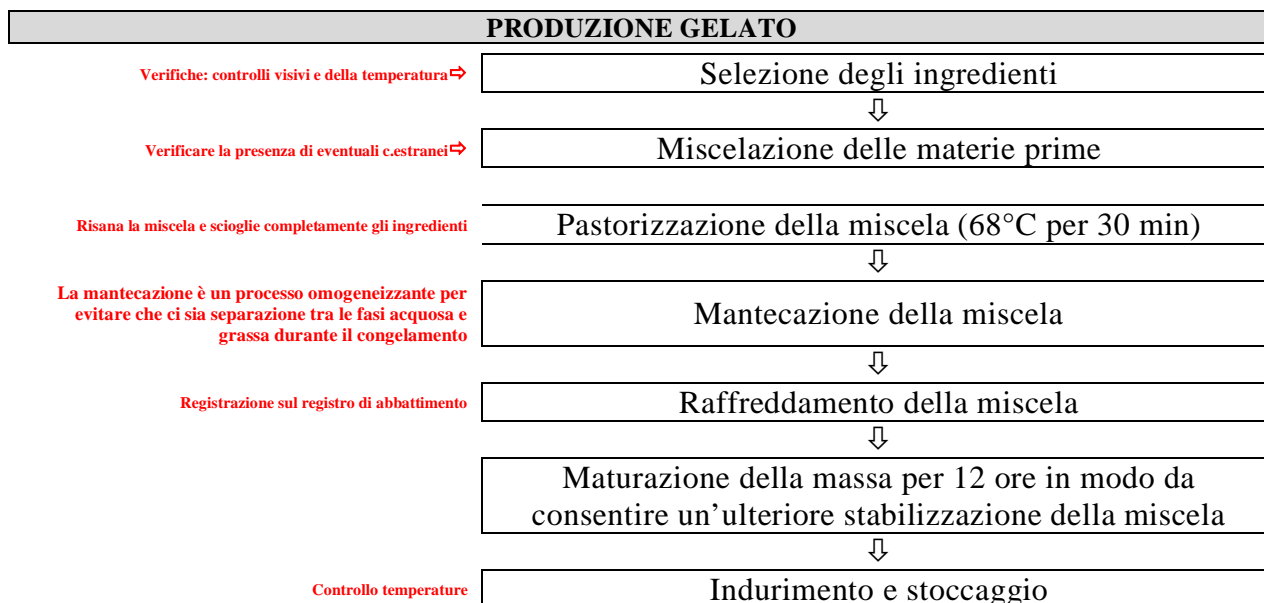 PRODUZIONE GELATO
Verifiche: controlli visivi e della temperatura⇨
Selezione degli ingredienti
⇩
Verificare la presenza di eventuali c.estranei⇨
Miscelazione delle materie prime
Risana la miscela e scioglie completamente gli ingredienti
Pastorizzazione della miscela (68°C per 30 min)
⇩
La mantecazione è un processo omogeneizzante per
evitare che ci sia separazione tra le fasi acquosa e
grassa durante il congelamento
Mantecazione della miscela
⇩
Registrazione sul registro di abbattimento
Raffreddamento della miscela
⇩
Maturazione della massa per 12 ore in modo da
consentire un’ulteriore stabilizzazione della miscela
⇩
Controllo temperature
Indurimento e stoccaggio